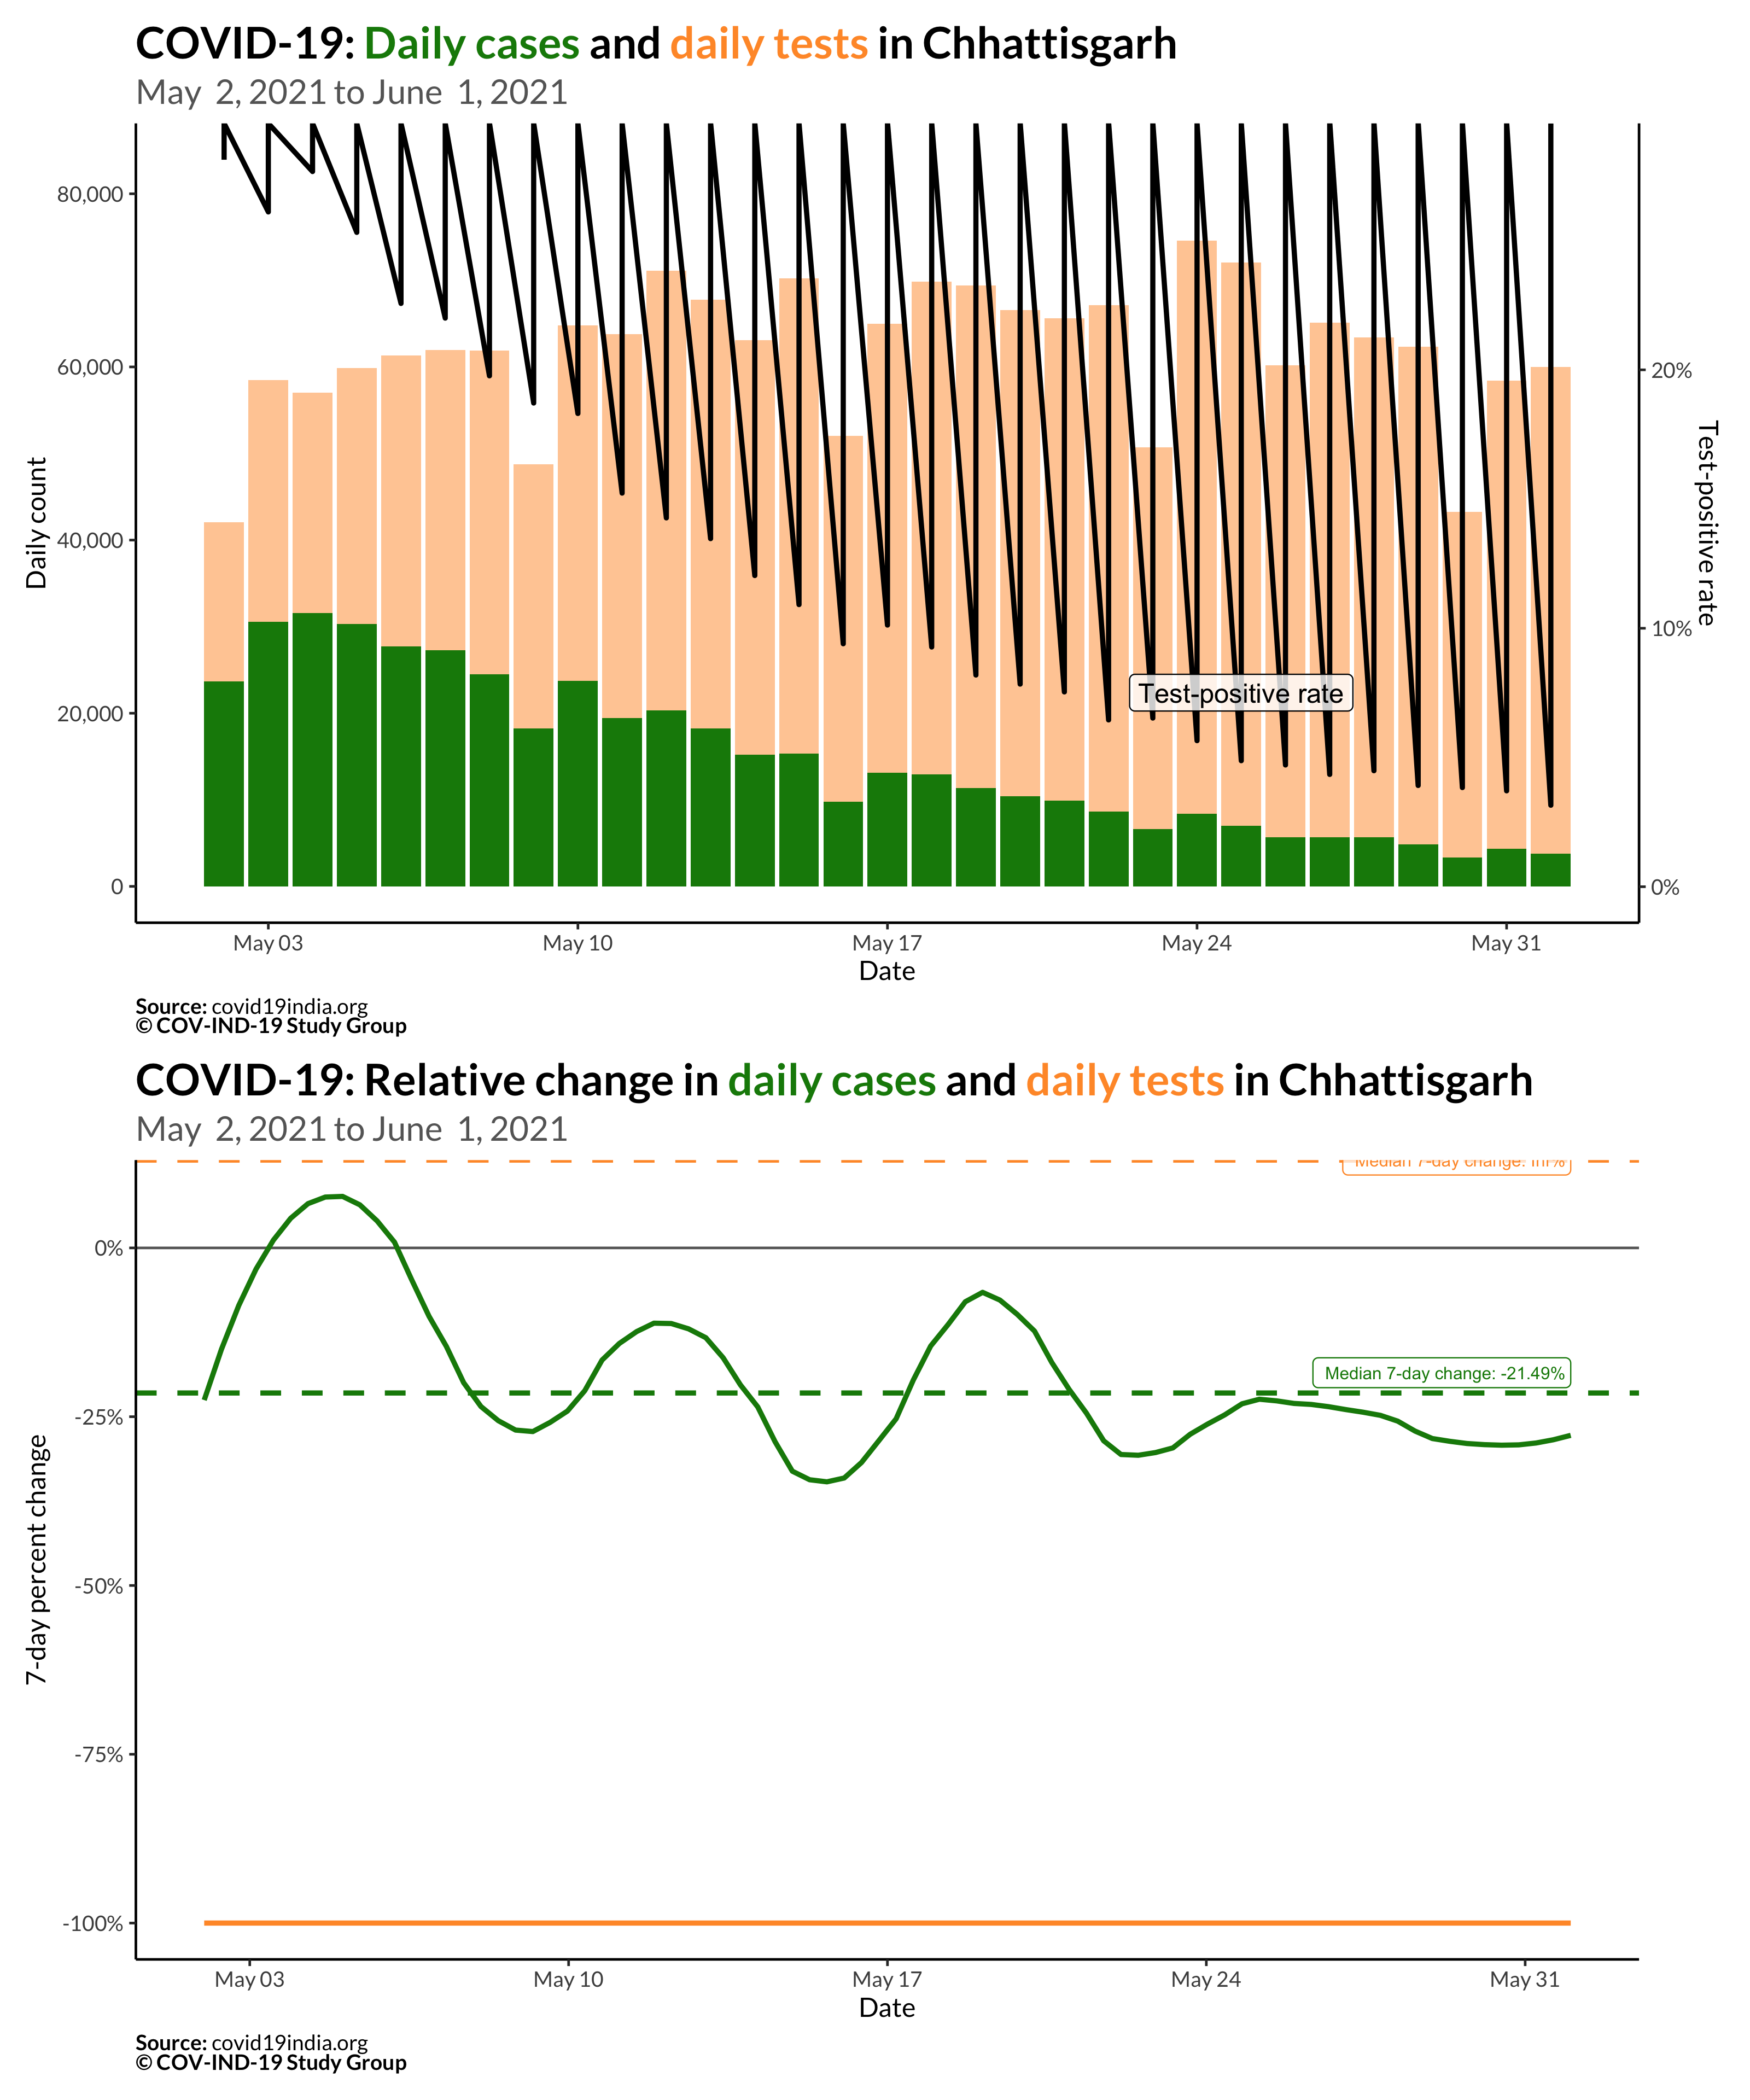 COVID-19: Daily cases and daily tests in Chhattisgarh
May 2, 2021 to June 1, 2021
Daily count
80,000
60,000
40,000
20,000
0
20%
10%
0%
Test-positive rate
Test-positive rate
May 03
May 10
May 17
May 24
May 31
Date
Source: covid19india.org
© COV-IND-19 Study Group
COVID-19: Relative change in daily cases and daily tests in Chhattisgarh
May 2, 2021 to June 1, 2021
7-day percent change
Median 7-day change: Inf%
0%
Median 7-day change: -21.49%
-25%
-50%
-75%
-100%
May 03
May 10
May 17
May 24
May 31
Date
Source: covid19india.org
© COV-IND-19 Study Group